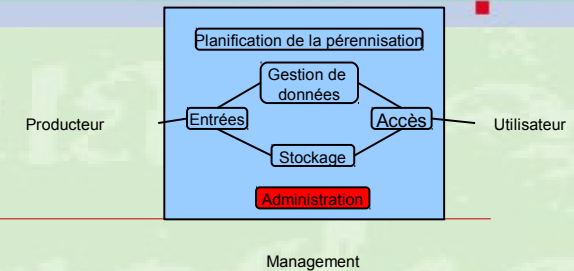 Planification de la pérennisation
Gestion de
données
Producteur
Entrées
Accès
Utilisateur
Stockage
Administration
Management